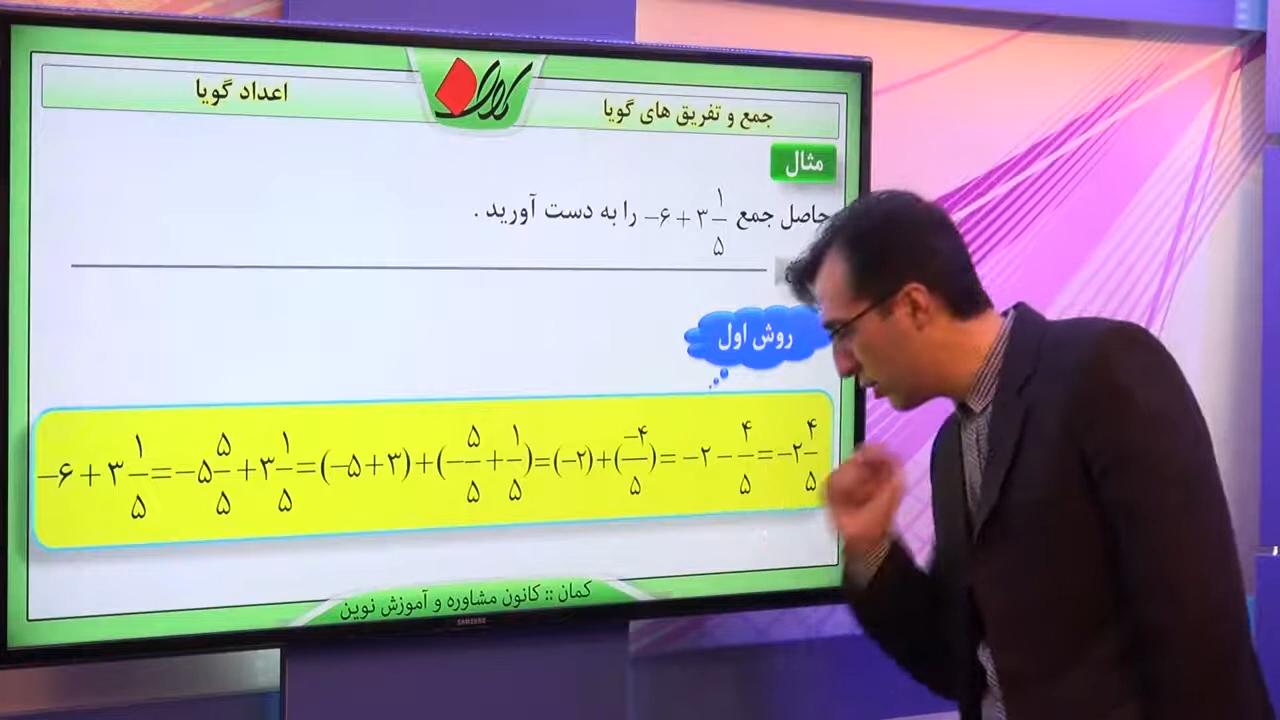 جمع و تفریق های گویا
اعداد گویا
مثال
حاصل جمع −۶+۳ ۱/۵ را به دست آورید .
روش اول
−۶+۳ ۱/۵ = −۵ ۵/۵ + ۳ ۱/۵ = (−۵+۳)+(−۵/۵ + ۱/۵) = (−۲)+(−۴/۵) = −۲ − ۴/۵ = −۲ ۴/۵
کمان :: کانون مشاوره و آموزش نوین
SAMSUNG